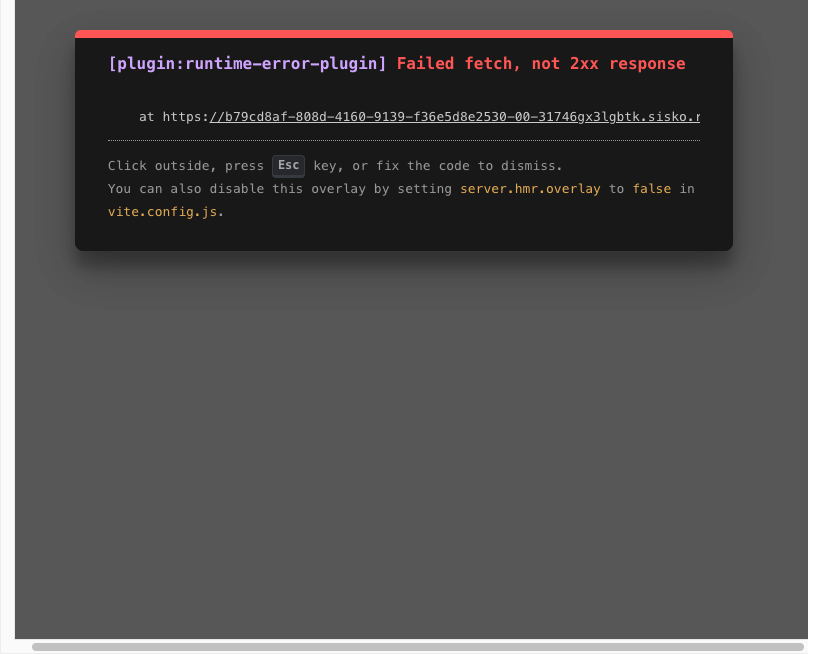 [plugin:runtime-error-plugin] Failed fetch, not 2xx response
at https://b79cd8af-808d-4160-9139-f36e5d8e2530-00-31746gx3lgbtk.sisko.r
Click outside, press Esc key, or fix the code to dismiss.
You can also disable this overlay by setting server.hmr.overlay to false in
vite.config.js.